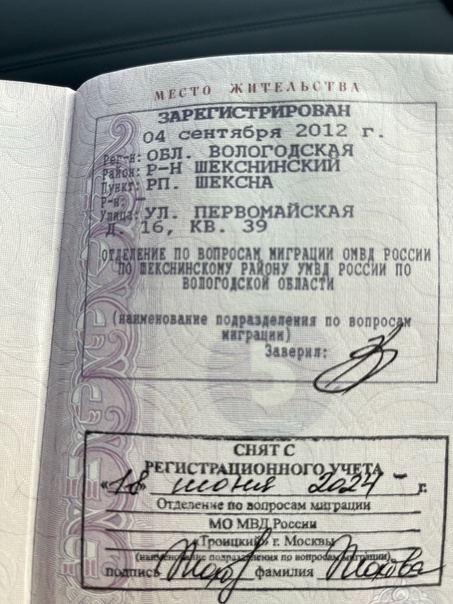 МЕСТО ЖИТЕЛЬСТВА
ЗАРЕГИСТРИРОВАН
04 сентября 2012 г.
Рег-н: ОБЛ. ВОЛОГОДСКАЯ
Район: Р-Н ШЕКСНИНСКИЙ
Пункт: РП. ШЕКСНА
Р-н: -
Улица: УЛ. ПЕРВОМАЙСКАЯ
Д. 16, КВ. 39
ОТДЕЛЕНИЕ ПО ВОПРОСАМ МИГРАЦИИ ОМВД РОССИИ
ПО ШЕКСНИНСКОМУ РАЙОНУ УМВД РОССИИ ПО
ВОЛОГОДСКОЙ ОБЛАСТИ
(наименование подразделения по вопросам
миграции)
Заверил:
СНЯТ С
РЕГИСТРАЦИОННОГО УЧЕТА
«18» июня 2024 г.
Отделение по вопросам миграции
МО МВД России
«Троицкий» г. Москвы
(наименование подразделения по вопросам миграции)
подпись фамилия